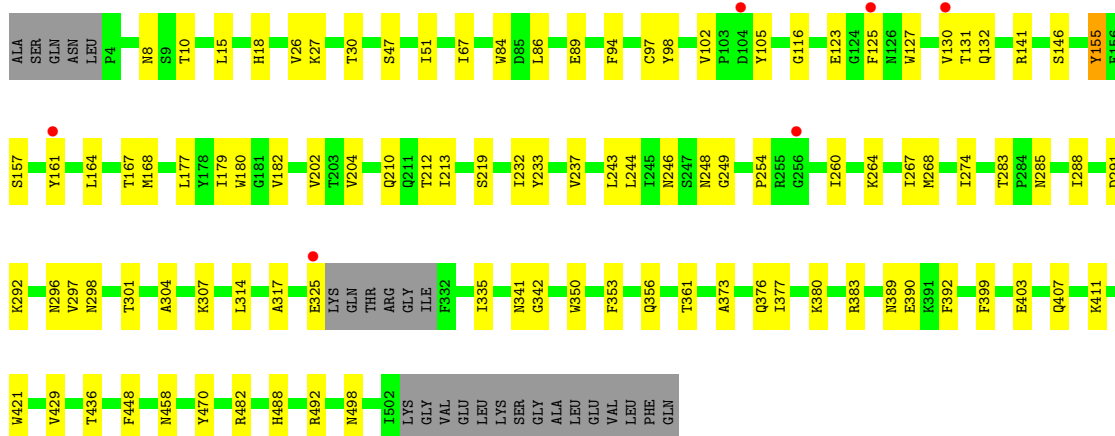 ALA SER GLN ASN LEU P4 N8 S9 T10 L15 H18 V26 K27 T30 S47 I51 I67 W84 D85 L86 E89 F94 C97 Y98 V102 P103 D104 Y105 G116 E123 G124 F125 N126 W127 V130 T131 Q132 R141 S146 Y155 E156
S157 Y161 L164 T167 M168 L177 Y178 I179 W180 G181 V182 V202 T203 V204 Q210 Q211 T212 I213 S219 I232 Y233 V237 L243 L244 I245 N246 S247 N248 G249 P254 R255 G256 I260 K264 I267 M268 I274 T283 P284 N285 I288
K292 N296 V297 N298 T301 A304 K307 L314 A317 E325 LYS GLN THR ARG GLY ILE F332 I335 N341 G342 W350 F353 Q356 T361 A373 Q376 I377 K380 R383 N389 E390 K391 F392 F399 E403 Q407 K411
W421 V429 T436 F448 N458 Y470 R482 H488 R492 N498 I502 LYS GLY VAL GLU LEU LYS SER GLY ALA LEU GLU VAL LEU PHE GLN